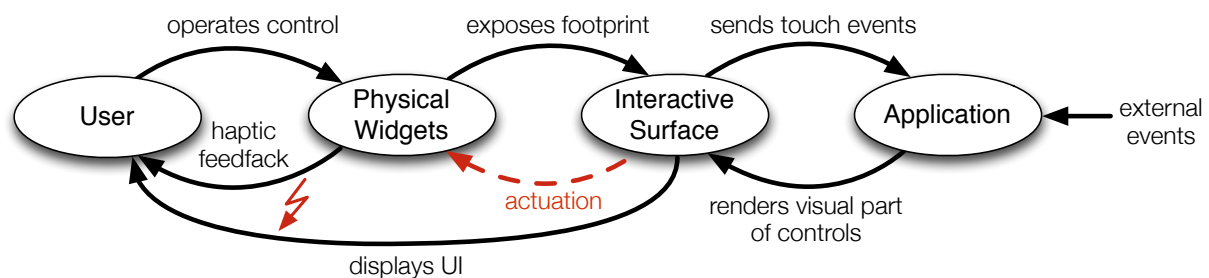 operates control
exposes footprint
sends touch events
User
Physical
Widgets
Interactive
Surface
Application
external
events
haptic
feedfack
actuation
renders visual part
of controls
displays UI